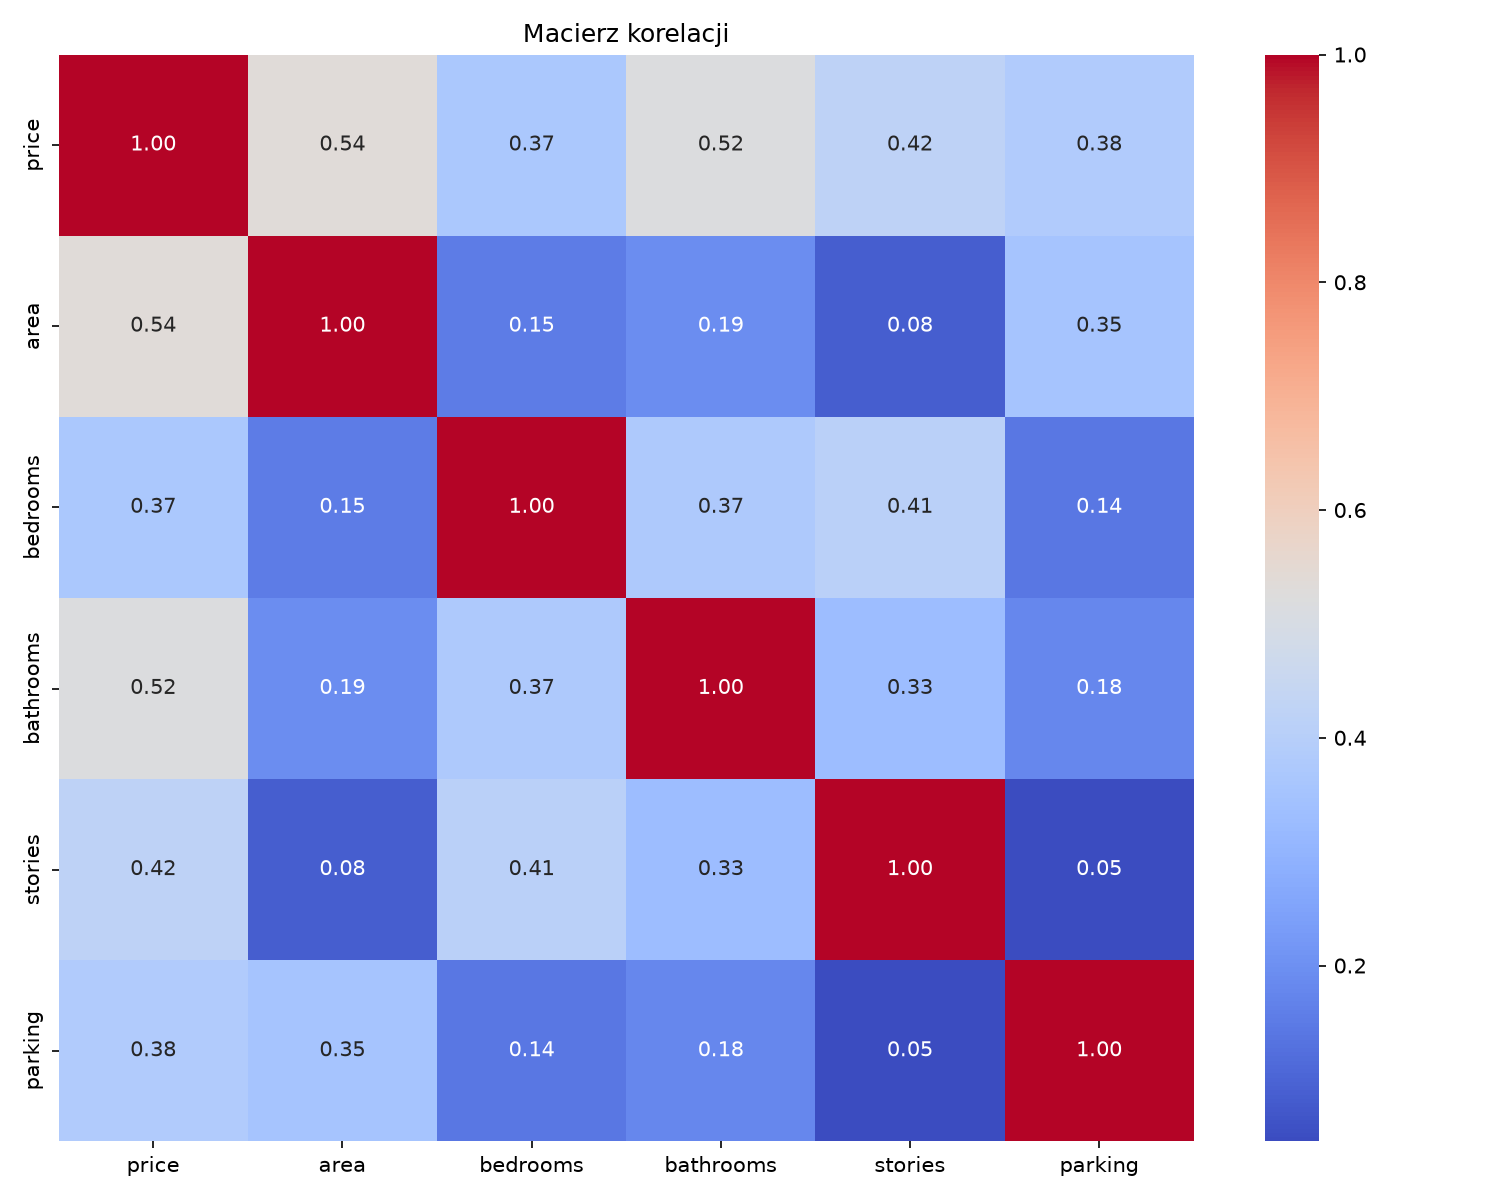 Macierz korelacji
price 1.00 0.54 0.37 0.52 0.42 0.38
area 0.54 1.00 0.15 0.19 0.08 0.35
bedrooms 0.37 0.15 1.00 0.37 0.41 0.14
bathrooms 0.52 0.19 0.37 1.00 0.33 0.18
stories 0.42 0.08 0.41 0.33 1.00 0.05
parking 0.38 0.35 0.14 0.18 0.05 1.00
price area bedrooms bathrooms stories parking
1.0
0.8
0.6
0.4
0.2